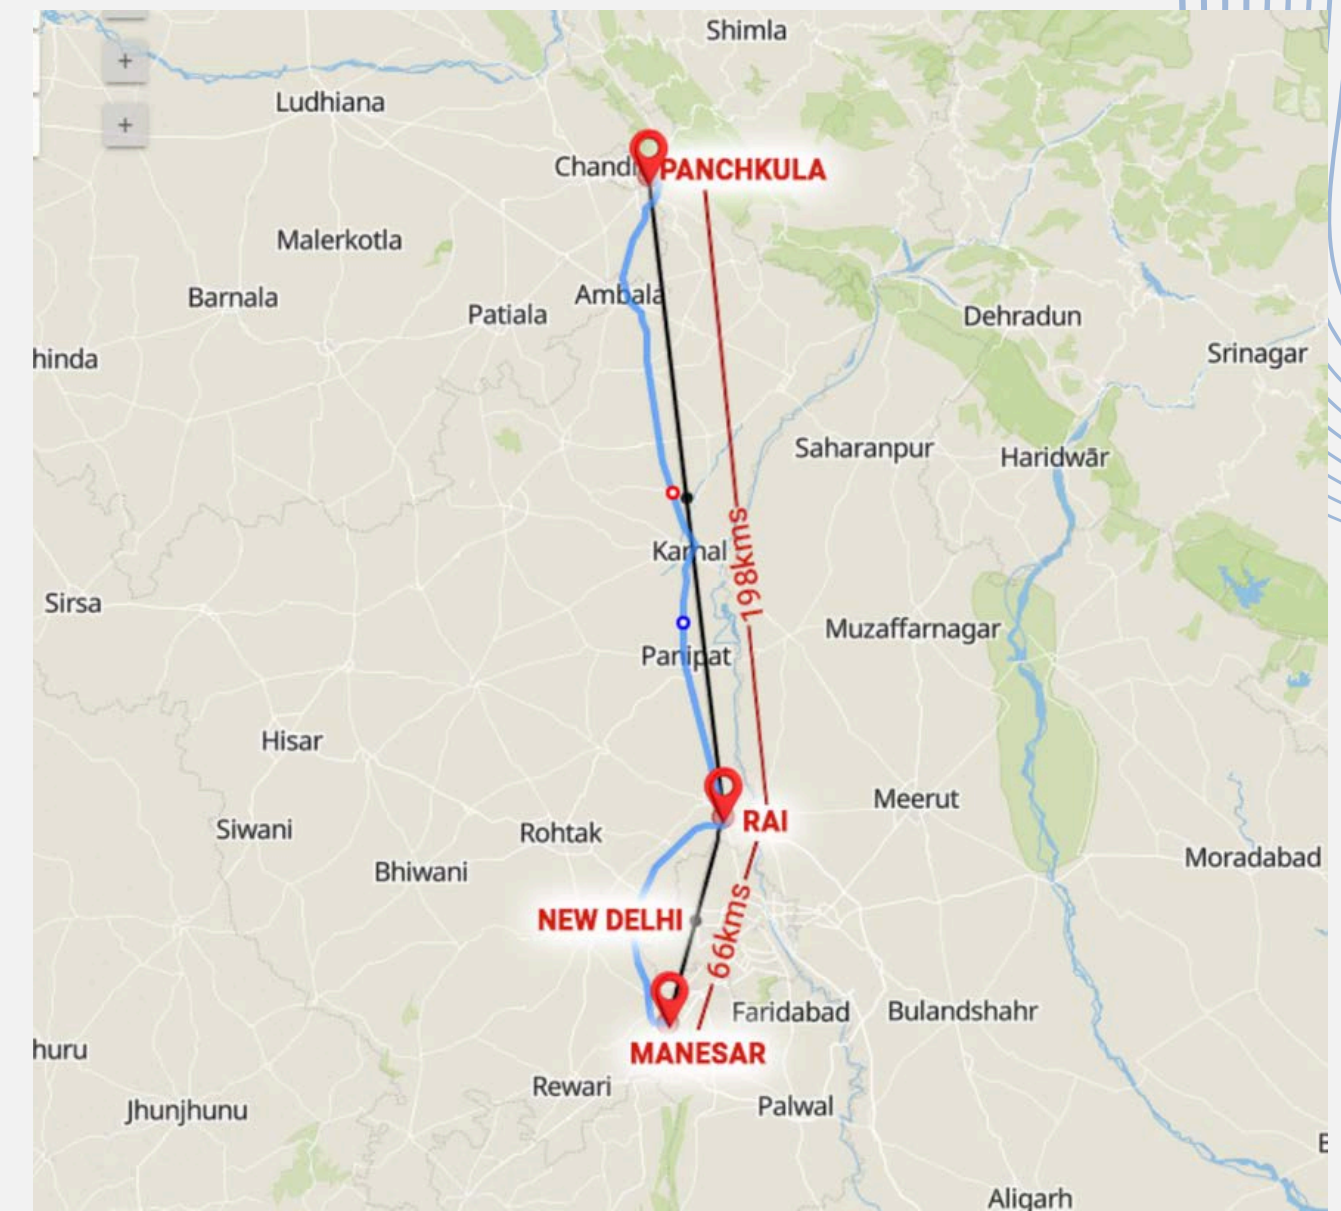 +
Shimla
Ludhiana
+
Chand
PANCHKULA
Malerkotla
Barnala
Ambala
Patiala
Dehradun
hinda
Srinagar
Saharanpur
Haridwār
198kms
Karnal
Sirsa
Muzaffarnagar
Panipat
Hisar
Meerut
RAI
Siwani
Rohtak
Moradabad
Bhiwani
NEW DELHI
66kms
Faridabad
Bulandshahr
huru
MANESAR
Rewari
Jhunjhunu
Palwal
Aligarh